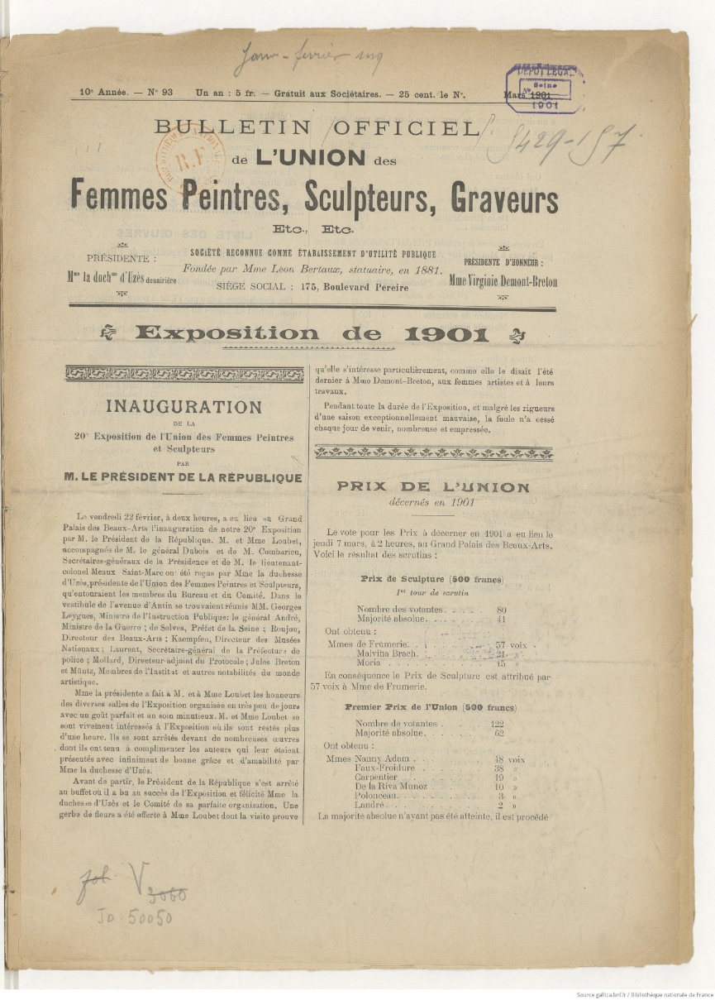 Janv - février
10e Année. — No 93 Un an : 5 fr. — Gratuit aux Sociétaires. — 25 cent. le No. Mars 1901
DÉPOT LÉGAL
Seine
No
1901
BULLETIN OFFICIEL
R.F.
de L'UNION des
Femmes Peintres, Sculpteurs, Graveurs
Etc., Etc.
PRÉSIDENTE :
Mme la duchsse d'Uzès douairière
SOCIÉTÉ RECONNUE COMME ÉTABLISSEMENT D'UTILITÉ PUBLIQUE
Fondée par Mme Léon Bertaux, statuaire, en 1881.
SIÈGE SOCIAL : 175, Boulevard Pereire
PRÉSIDENTE D'HONNEUR :
Mme Virginie Demont-Breton
Exposition de 1901
INAUGURATION
DE LA
20e Exposition de l'Union des Femmes Peintres
et Sculpteurs
PAR
M. LE PRÉSIDENT DE LA RÉPUBLIQUE
Le vendredi 22 février, à deux heures, a eu lieu au Grand
Palais des Beaux-Arts l'inauguration de notre 20e Exposition
par M. le Président de la République. M. et Mme Loubet,
accompagnés de M. le général Dubois et de M. Combarieu,
Secrétaires-généraux de la Présidence et de M. le lieutenant-
colonel Meaux Saint-Marc ont été reçus par Mme la duchesse
d'Uzès, présidente de l'Union des Femmes Peintres et Sculpteurs,
qu'entouraient les membres du Bureau et du Comité. Dans le
vestibule de l'avenue d'Antin se trouvaient réunis MM. Georges
Leygues, Ministre de l'Instruction Publique; le général André,
Ministre de la Guerre ; de Selves, Préfet de la Seine ; Roujon,
Directeur des Beaux-Arts ; Kaempfen, Directeur des Musées
Nationaux ; Laurent, Secrétaire-général de la Préfecture de
police ; Mollard, Directeur-adjoint du Protocole ; Jules Breton
et Müntz, Membres de l'Institut et autres notabilités du monde
artistique.
Mme la présidente a fait à M. et à Mme Loubet les honneurs
des diverses salles de l'Exposition organisée en très peu de jours
avec un goût parfait et un soin minutieux. M. et Mme Loubet se
sont vivement intéressés à l'Exposition où ils sont restés plus
d'une heure. Ils se sont arrêtés devant de nombreuses œuvres
dont ils ont tenu à complimenter les auteurs qui leur étaient
présentés avec infiniment de bonne grâce et d'amabilité par
Mme la duchesse d'Uzès.
Avant de partir, le Président de la République s'est arrêté
au buffet où il a bu au succès de l'Exposition et félicité Mme la
duchesse d'Uzès et le Comité de sa parfaite organisation. Une
gerbe de fleurs a été offerte à Mme Loubet dont la visite prouve
qu'elle s'intéresse particulièrement, comme elle le disait l'été
dernier à Mme Demont-Breton, aux femmes artistes et à leurs
travaux.
Pendant toute la durée de l'Exposition, et malgré les rigueurs
d'une saison exceptionnellement mauvaise, la foule n'a cessé
chaque jour de venir, nombreuse et empressée.
PRIX DE L'UNION
décernés en 1901
Le vote pour les Prix à décerner en 1901 a eu lieu le
jeudi 7 mars, à 2 heures, au Grand Palais des Beaux-Arts.
Voici le résultat des scrutins :
Prix de Sculpture (500 francs)
1er tour de scrutin
Nombre des votantes. . . . . . 80
Majorité absolue. . . . . . . 41
Ont obtenu :
Mmes de Frumerie. . . . . . 57 voix
Malvina Brach. . . . . . 21 »
Moria . . . . . . . . 15 »
En conséquence le Prix de Sculpture est attribué par
57 voix à Mme de Frumerie.
Premier Prix de l'Union (500 francs)
Nombre de votantes . . . . . 122
Majorité absolue. . . . . . . 62
Ont obtenu :
Mmes Nanny Adam . . . . . . 48 voix
Faux-Froidure . . . . . . 38 »
Carpentier . . . . . . . 19 »
De la Riva Munoz . . . . . 10 »
Polonceau. . . . . . . 3 »
Landré. . . . . . . . 2 »
La majorité absolue n'ayant pas été atteinte, il est procédé
fol V
3060
Jo 50050
Source gallica.bnf.fr / Bibliothèque nationale de France